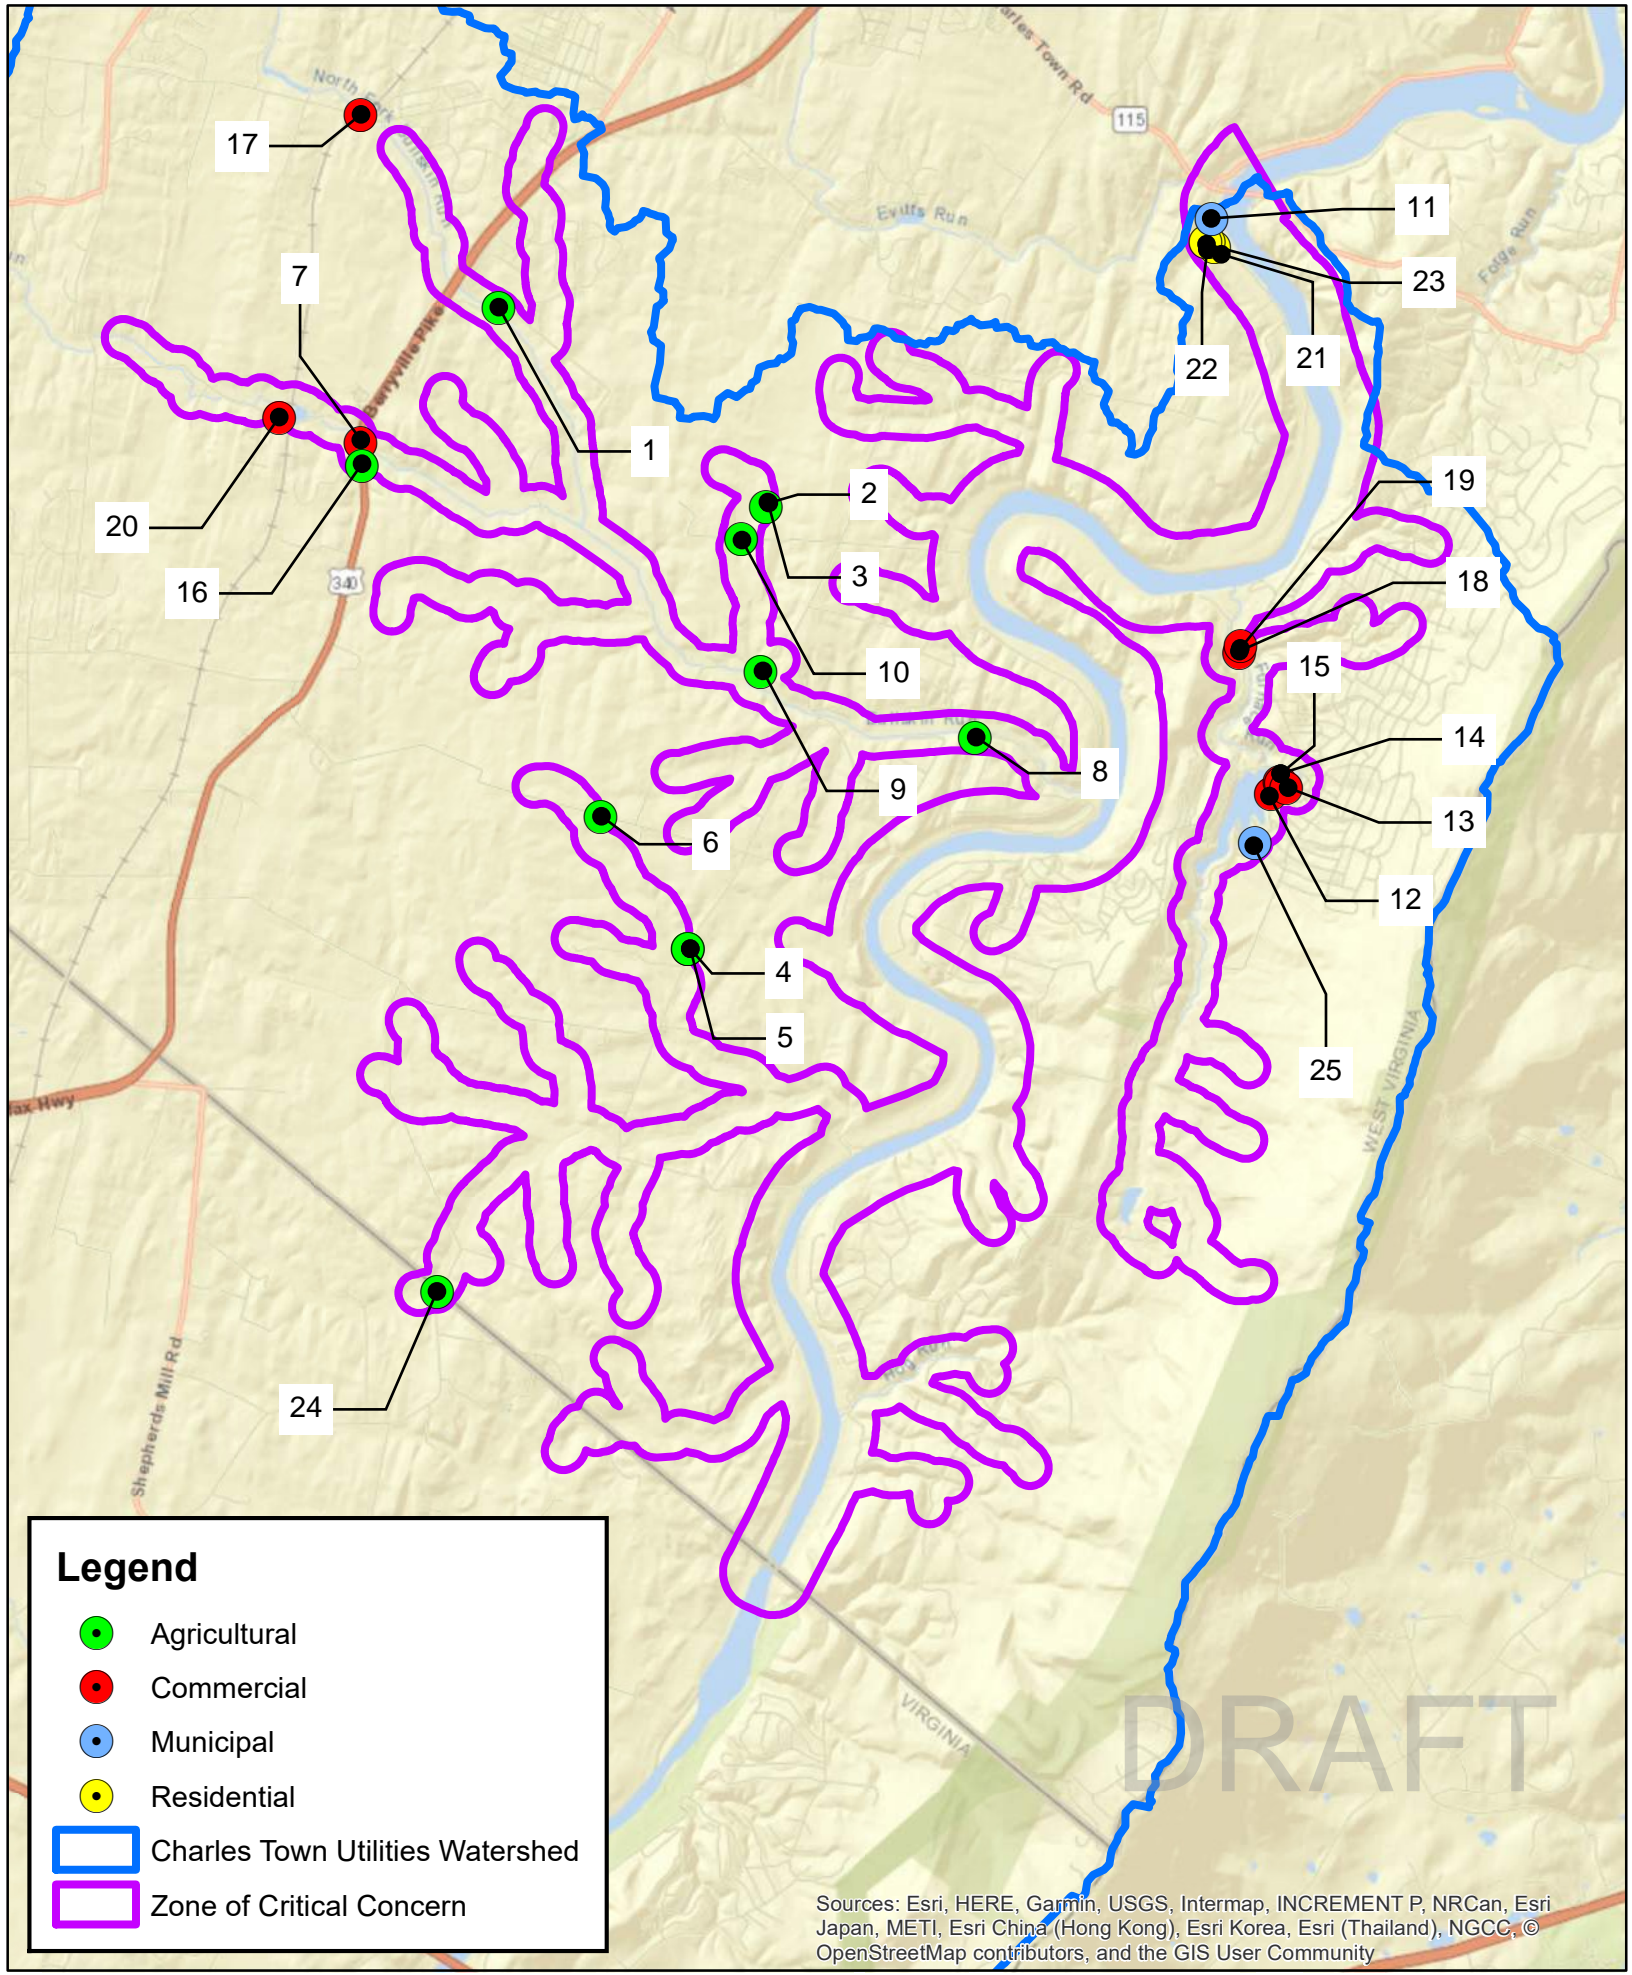 North Fork Bullskin Run
17
Charles Town Rd
115
Evitts Run
Forge Run
11
23
21
22
7
Berryville Pike
1
2
3
20
16
340
19
18
15
10
14
Bullskin Run
8
9
13
6
12
4
5
25
WEST VIRGINIA
24
Shepherds Mill Rd
VIRGINIA
DRAFT
Legend
Agricultural
Commercial
Municipal
Residential
Charles Town Utilities Watershed
Zone of Critical Concern
Sources: Esri, HERE, Garmin, USGS, Intermap, INCREMENT P, NRCan, Esri
Japan, METI, Esri China (Hong Kong), Esri Korea, Esri (Thailand), NGCC, ©
OpenStreetMap contributors, and the GIS User Community